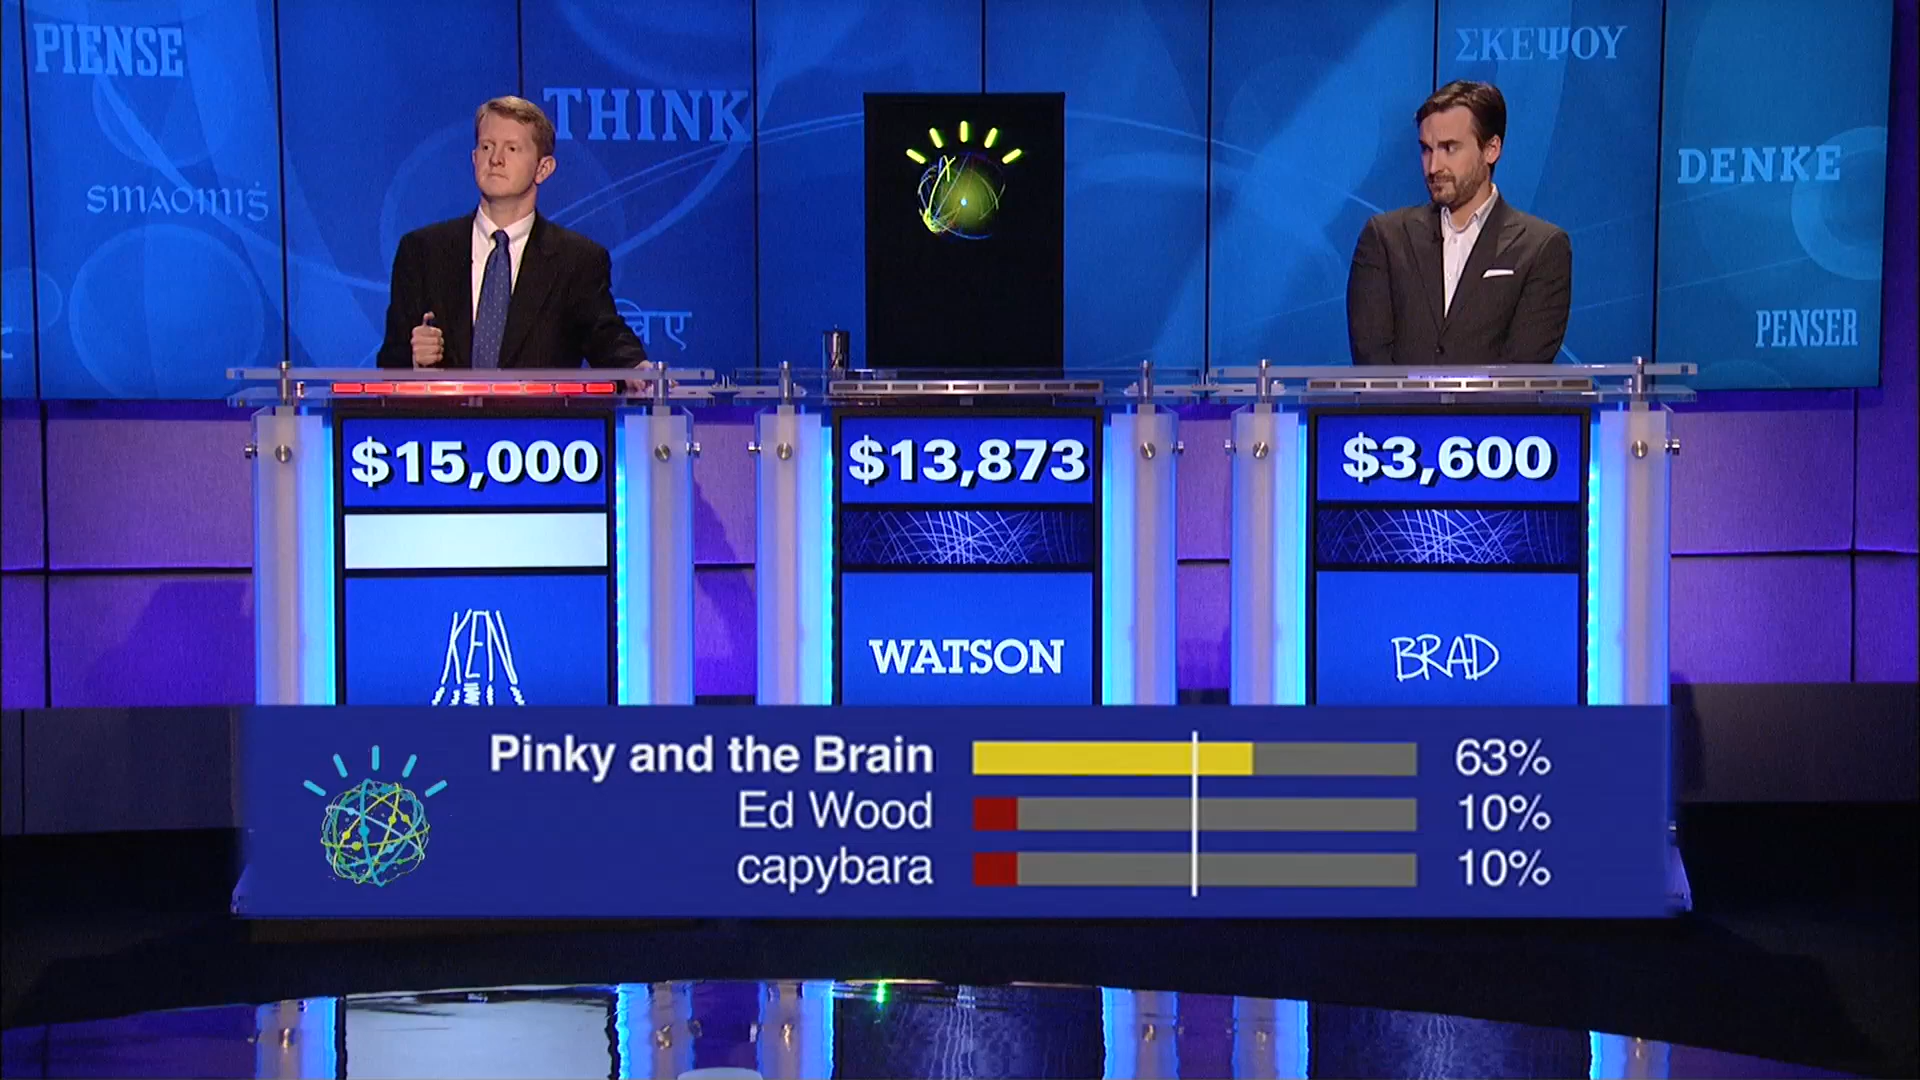 PIENSE
THINK
ΣΚΕΨΟΥ
SMAOINIġ
DENKE
PENSER
$15,000
$13,873
$3,600
KEN
WATSON
BRAD
Pinky and the Brain 63%
Ed Wood 10%
capybara 10%